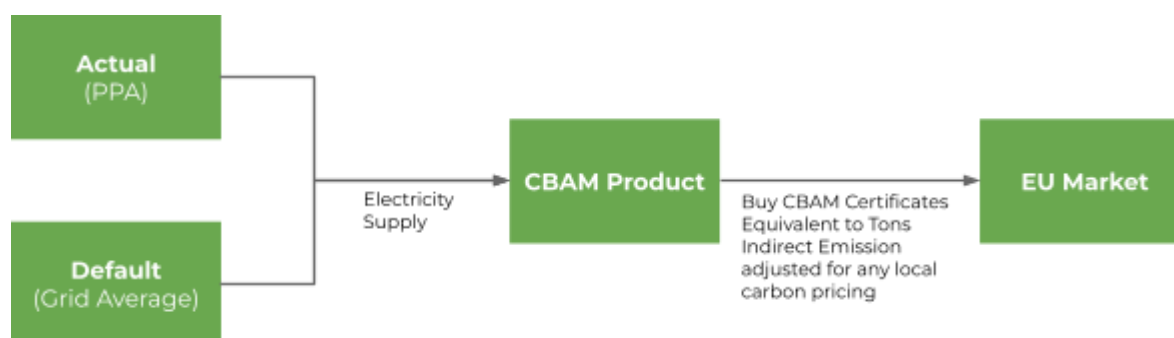 Actual
(PPA)
Default
(Grid Average)
Electricity
Supply
CBAM Product
Buy CBAM Certificates
Equivalent to Tons
Indirect Emission
adjusted for any local
carbon pricing
EU Market